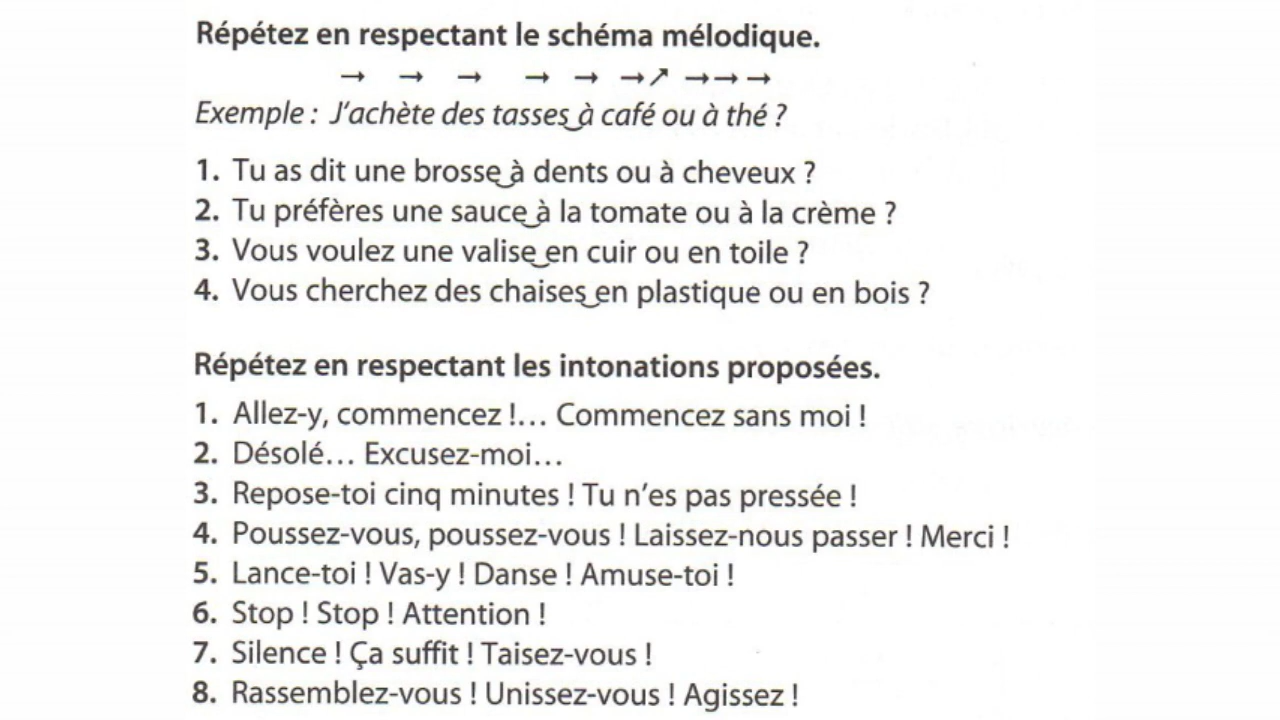 Répétez en respectant le schéma mélodique.
→ → → → → →↗ →→ →
Exemple : J'achète des tasses‿à café ou à thé ?
1. Tu as dit une brosse‿à dents ou à cheveux ?
2. Tu préfères une sauce‿à la tomate ou à la crème ?
3. Vous voulez une valise‿en cuir ou en toile ?
4. Vous cherchez des chaises‿en plastique ou en bois ?
Répétez en respectant les intonations proposées.
1. Allez-y, commencez !… Commencez sans moi !
2. Désolé… Excusez-moi…
3. Repose-toi cinq minutes ! Tu n'es pas pressée !
4. Poussez-vous, poussez-vous ! Laissez-nous passer ! Merci !
5. Lance-toi ! Vas-y ! Danse ! Amuse-toi !
6. Stop ! Stop ! Attention !
7. Silence ! Ça suffit ! Taisez-vous !
8. Rassemblez-vous ! Unissez-vous ! Agissez !